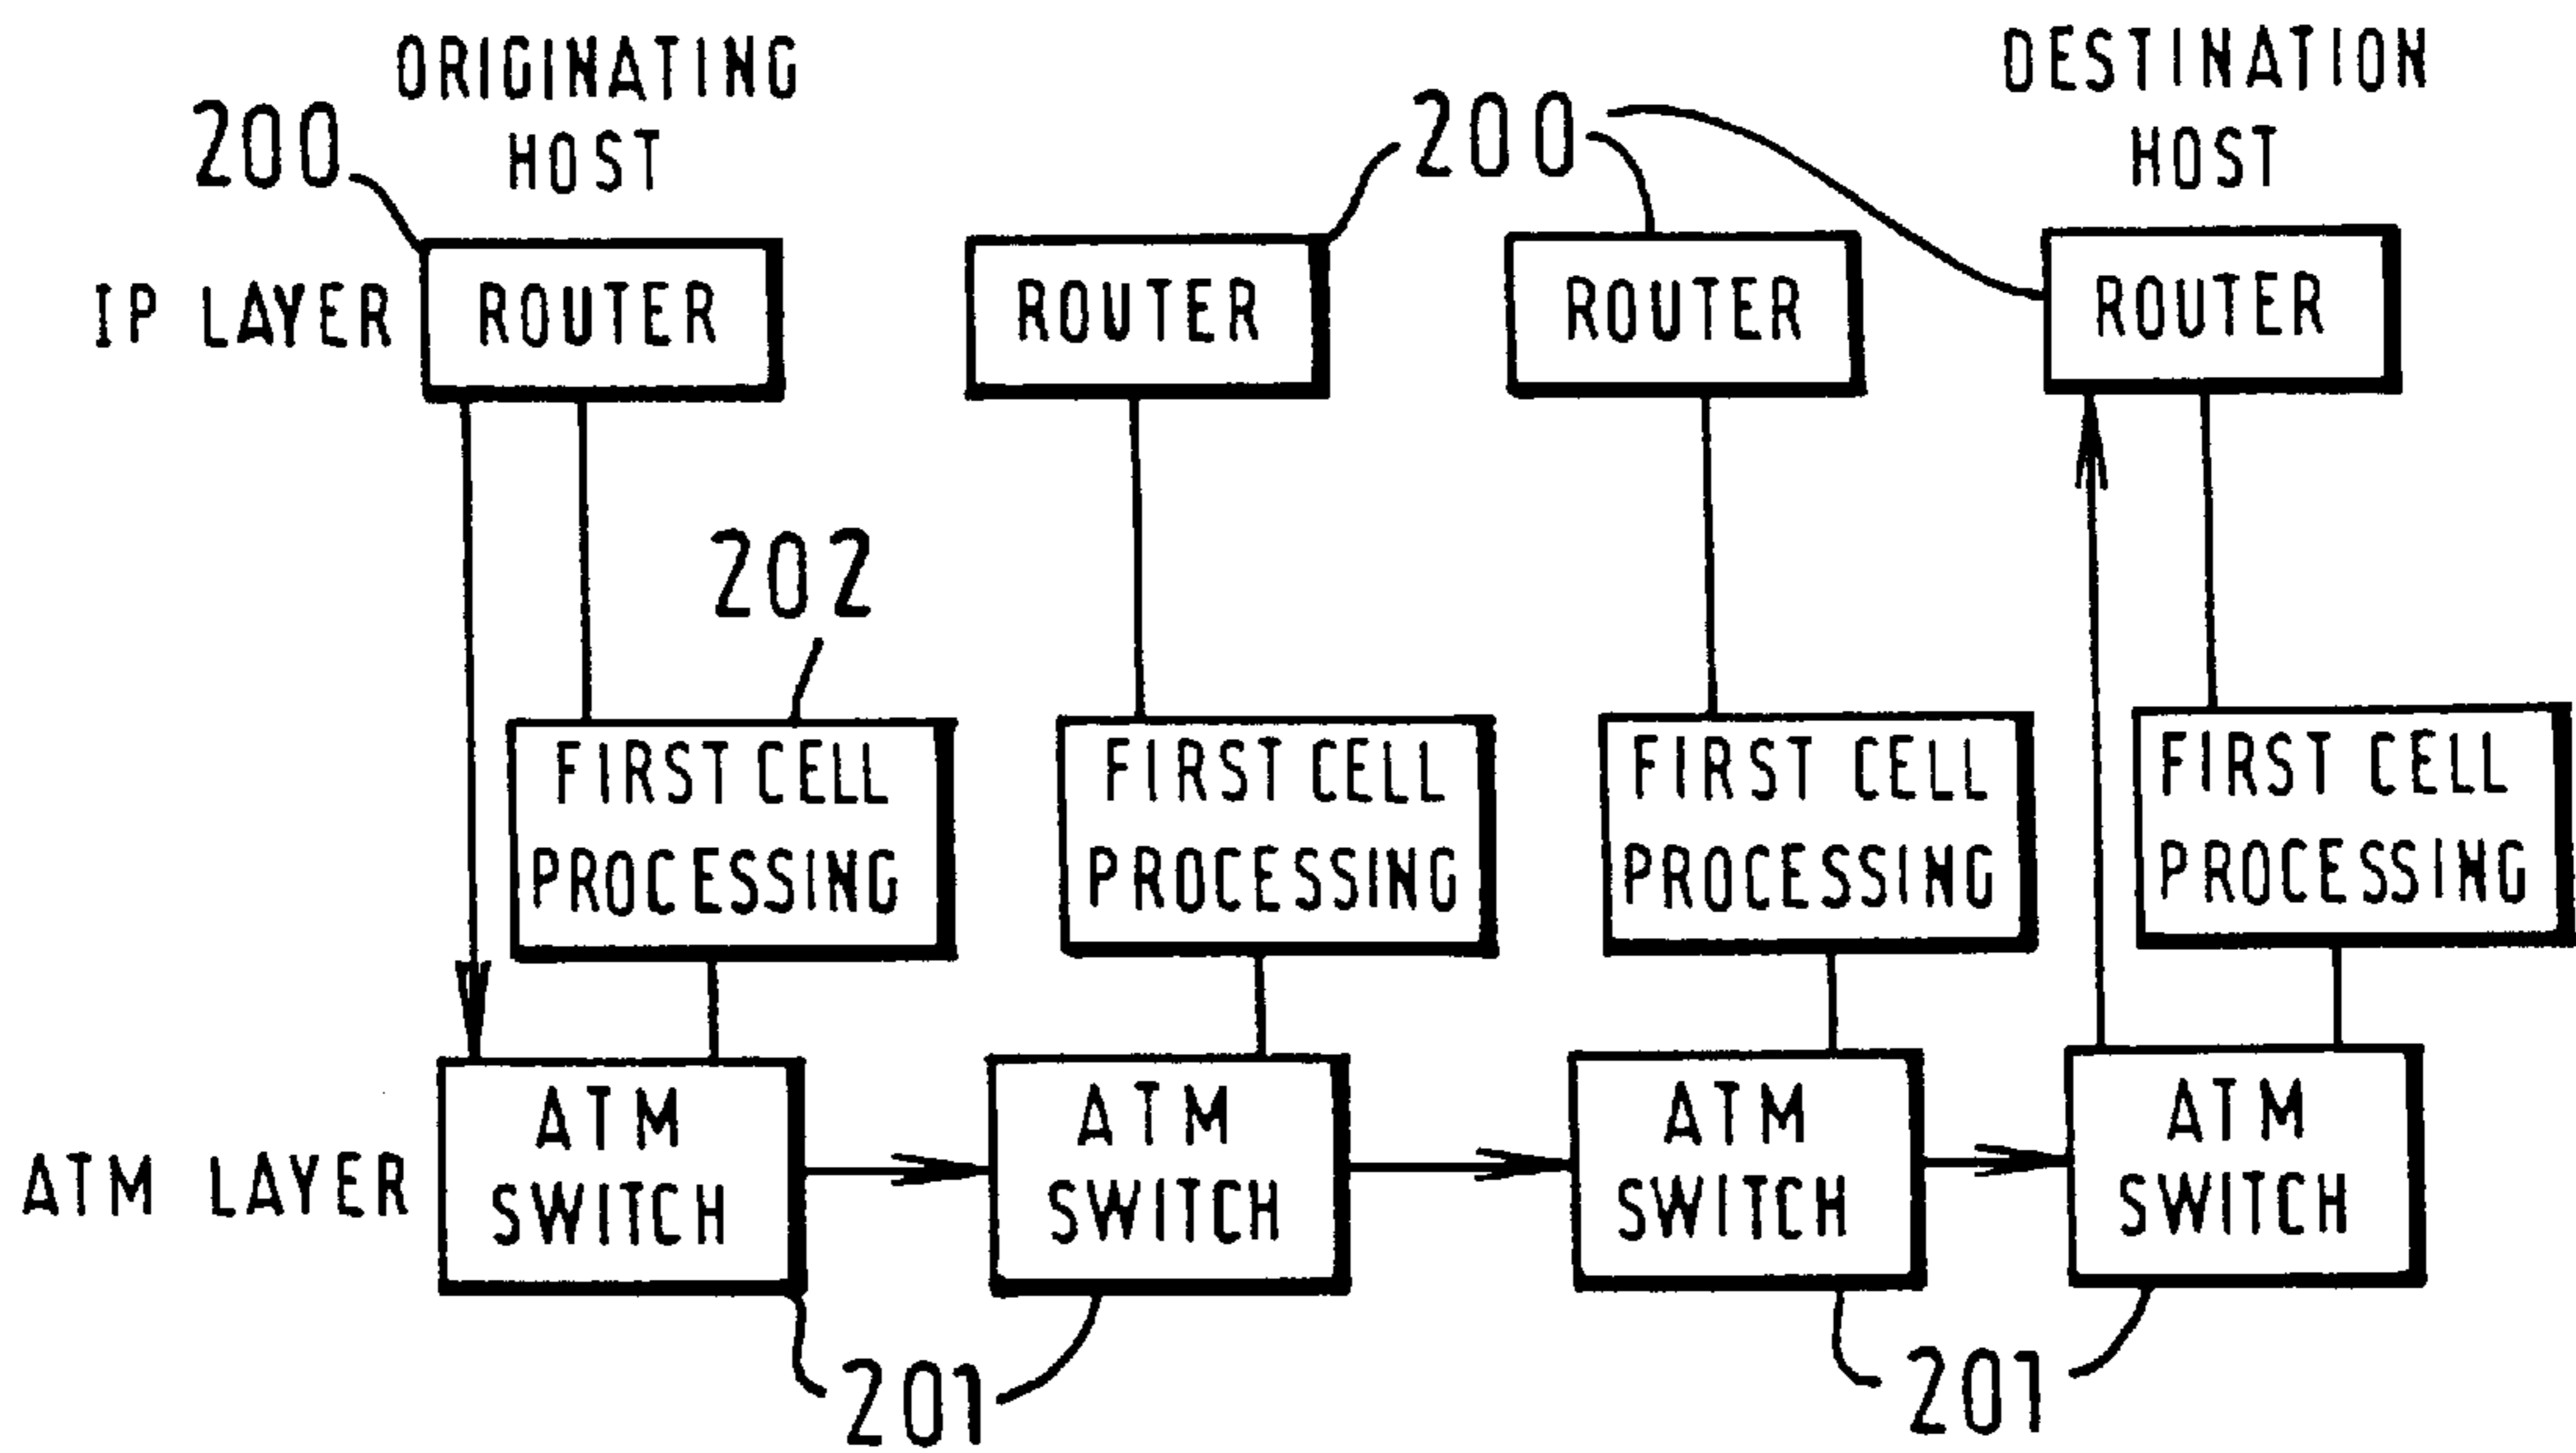 ORIGINATING
HOST
DESTINATION
HOST
200
200
IP LAYER
ROUTER
ROUTER
ROUTER
ROUTER
202
FIRST CELL
PROCESSING
FIRST CELL
PROCESSING
FIRST CELL
PROCESSING
FIRST CELL
PROCESSING
ATM LAYER
ATM
SWITCH
ATM
SWITCH
ATM
SWITCH
ATM
SWITCH
201
201